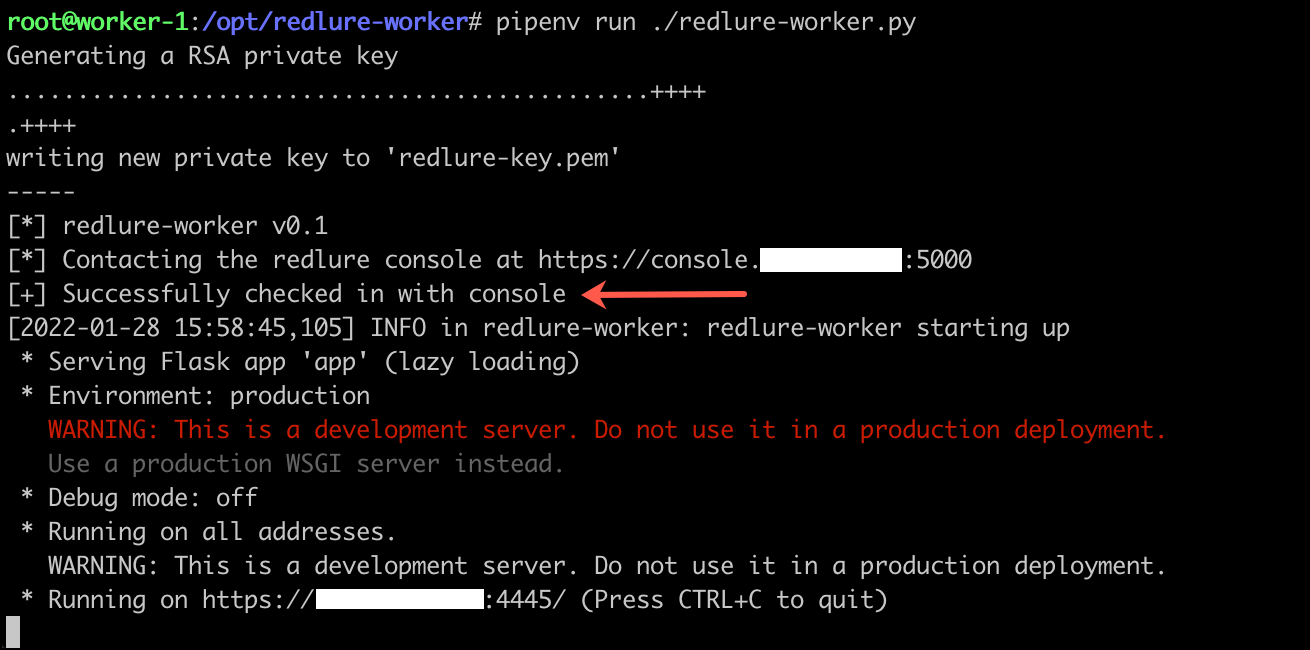 root@worker-1:/opt/redlure-worker# pipenv run ./redlure-worker.py
Generating a RSA private key
..............................................++++
.++++
writing new private key to 'redlure-key.pem'
-----
[*] redlure-worker v0.1
[*] Contacting the redlure console at https://console. :5000
[+] Successfully checked in with console
[2022-01-28 15:58:45,105] INFO in redlure-worker: redlure-worker starting up
 * Serving Flask app 'app' (lazy loading)
 * Environment: production
   WARNING: This is a development server. Do not use it in a production deployment.
   Use a production WSGI server instead.
 * Debug mode: off
 * Running on all addresses.
   WARNING: This is a development server. Do not use it in a production deployment.
 * Running on https:// :4445/ (Press CTRL+C to quit)